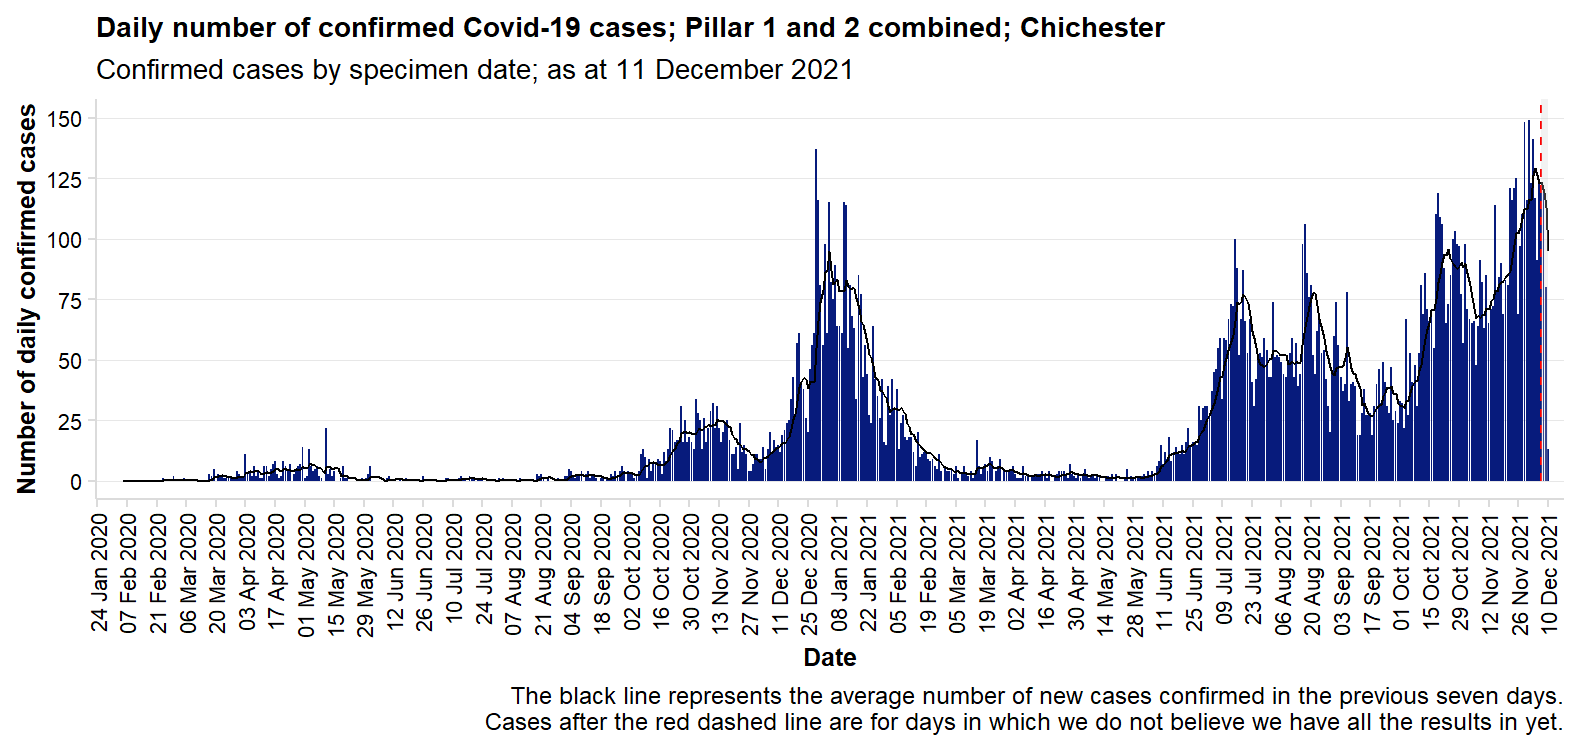 Daily number of confirmed Covid-19 cases; Pillar 1 and 2 combined; Chichester
Confirmed cases by specimen date; as at 11 December 2021
Number of daily confirmed cases
150
125
100
75
50
25
0
24 Jan 2020
07 Feb 2020
21 Feb 2020
06 Mar 2020
20 Mar 2020
03 Apr 2020
17 Apr 2020
01 May 2020
15 May 2020
29 May 2020
12 Jun 2020
26 Jun 2020
10 Jul 2020
24 Jul 2020
07 Aug 2020
21 Aug 2020
04 Sep 2020
18 Sep 2020
02 Oct 2020
16 Oct 2020
30 Oct 2020
13 Nov 2020
27 Nov 2020
11 Dec 2020
25 Dec 2020
08 Jan 2021
22 Jan 2021
05 Feb 2021
19 Feb 2021
05 Mar 2021
19 Mar 2021
02 Apr 2021
16 Apr 2021
30 Apr 2021
14 May 2021
28 May 2021
11 Jun 2021
25 Jun 2021
09 Jul 2021
23 Jul 2021
06 Aug 2021
20 Aug 2021
03 Sep 2021
17 Sep 2021
01 Oct 2021
15 Oct 2021
29 Oct 2021
12 Nov 2021
26 Nov 2021
10 Dec 2021
Date
The black line represents the average number of new cases confirmed in the previous seven days.
Cases after the red dashed line are for days in which we do not believe we have all the results in yet.